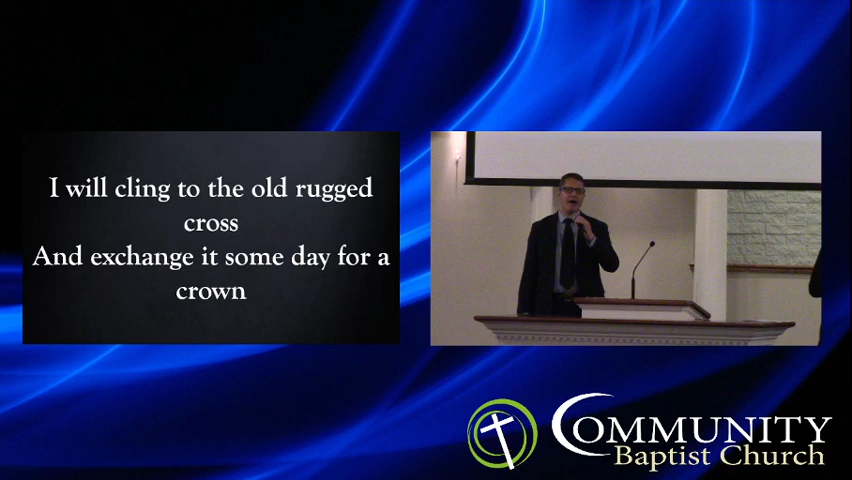 I will cling to the old rugged
cross
And exchange it some day for a
crown
COMMUNITY
Baptist Church